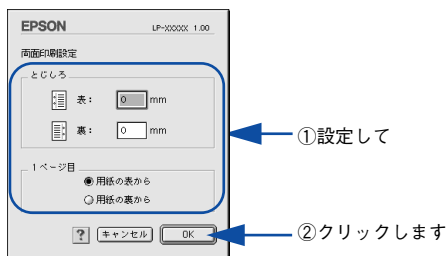 EPSON LP-XXXXX 1.00
両面印刷設定
とじしろ
表： 0 mm
裏： 0 mm
①設定して
1ページ目
用紙の表から
用紙の裏から
? キャンセル OK
②クリックします